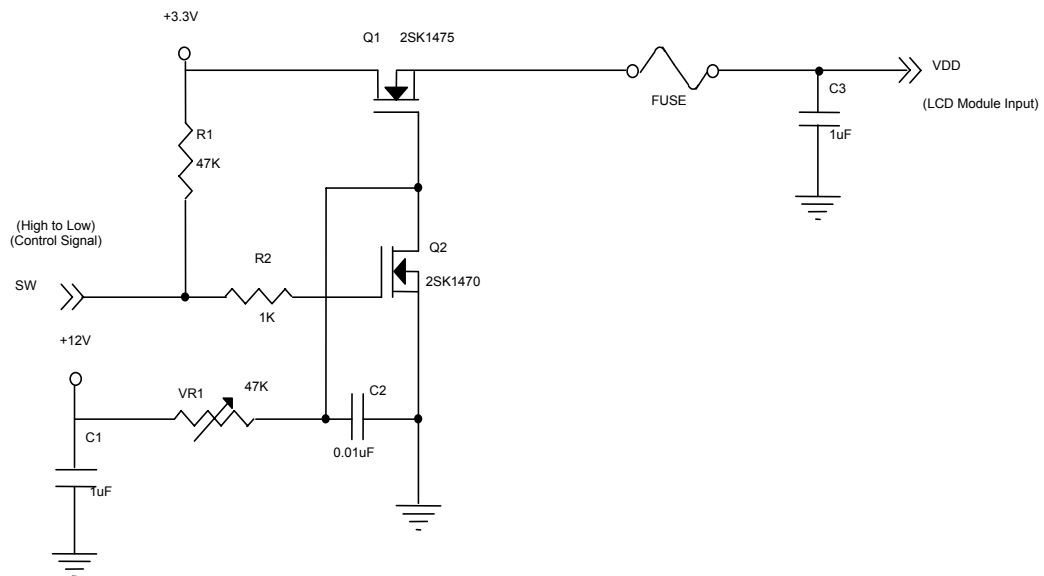 +3.3V
Q1 2SK1475
VDD
FUSE
C3
(LCD Module Input)
R1
1uF
47K
(High to Low)
(Control Signal)
Q2
R2
SW
2SK1470
1K
+12V
VR1
47K
C2
C1
0.01uF
1uF